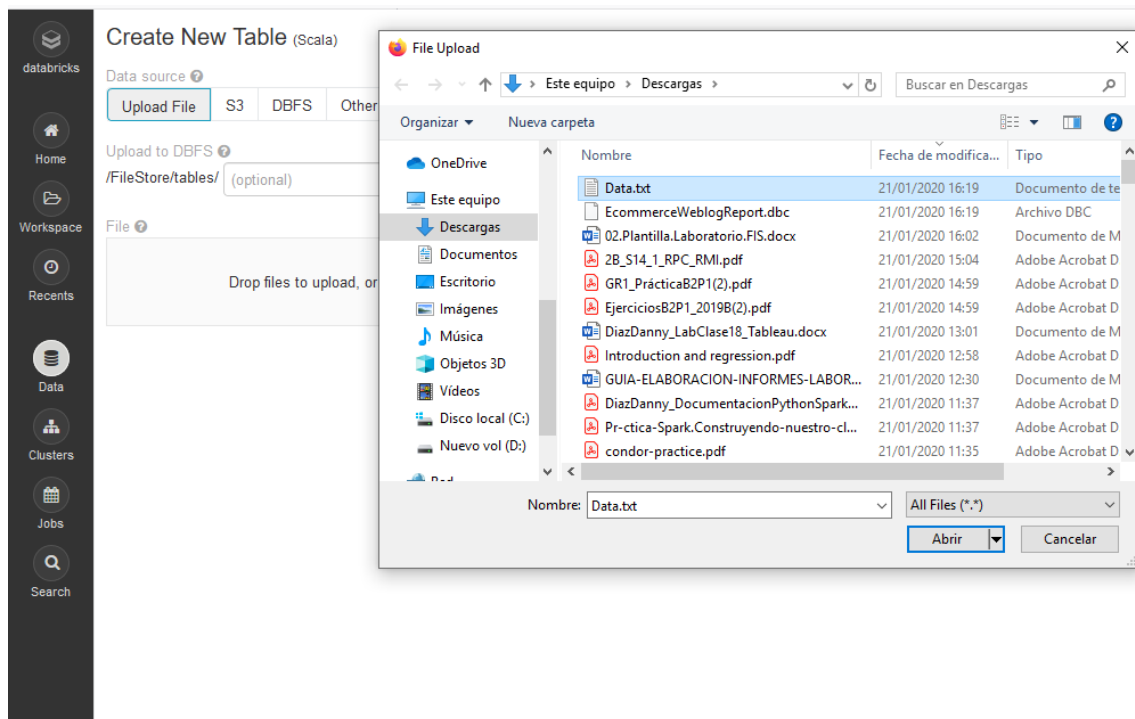 databricks
Home
Workspace
Recents
Data
Clusters
Jobs
Search
Create New Table (Scala)
Data source
Upload File S3 DBFS Other
Upload to DBFS
/FileStore/tables/ (optional)
File
Drop files to upload, or
File Upload
Este equipo > Descargas >
Buscar en Descargas
Organizar Nueva carpeta
OneDrive
Este equipo
Descargas
Documentos
Escritorio
Imágenes
Música
Objetos 3D
Vídeos
Disco local (C:)
Nuevo vol (D:)
Nombre Fecha de modifica... Tipo
Data.txt 21/01/2020 16:19 Documento de te
EcommerceWeblogReport.dbc 21/01/2020 16:19 Archivo DBC
02.Plantilla.Laboratorio.FIS.docx 21/01/2020 16:02 Documento de M
2B_S14_1_RPC_RMI.pdf 21/01/2020 15:04 Adobe Acrobat D
GR1_PrácticaB2P1(2).pdf 21/01/2020 14:59 Adobe Acrobat D
EjerciciosB2P1_2019B(2).pdf 21/01/2020 14:59 Adobe Acrobat D
DiazDanny_LabClase18_Tableau.docx 21/01/2020 13:01 Documento de M
Introduction and regression.pdf 21/01/2020 12:58 Adobe Acrobat D
GUIA-ELABORACION-INFORMES-LABOR... 21/01/2020 12:30 Documento de M
DiazDanny_DocumentacionPythonSpark... 21/01/2020 11:37 Adobe Acrobat D
Pr-ctica-Spark.Construyendo-nuestro-cl... 21/01/2020 11:37 Adobe Acrobat D
condor-practice.pdf 21/01/2020 11:35 Adobe Acrobat D
Nombre: Data.txt All Files (*.*)
Abrir Cancelar